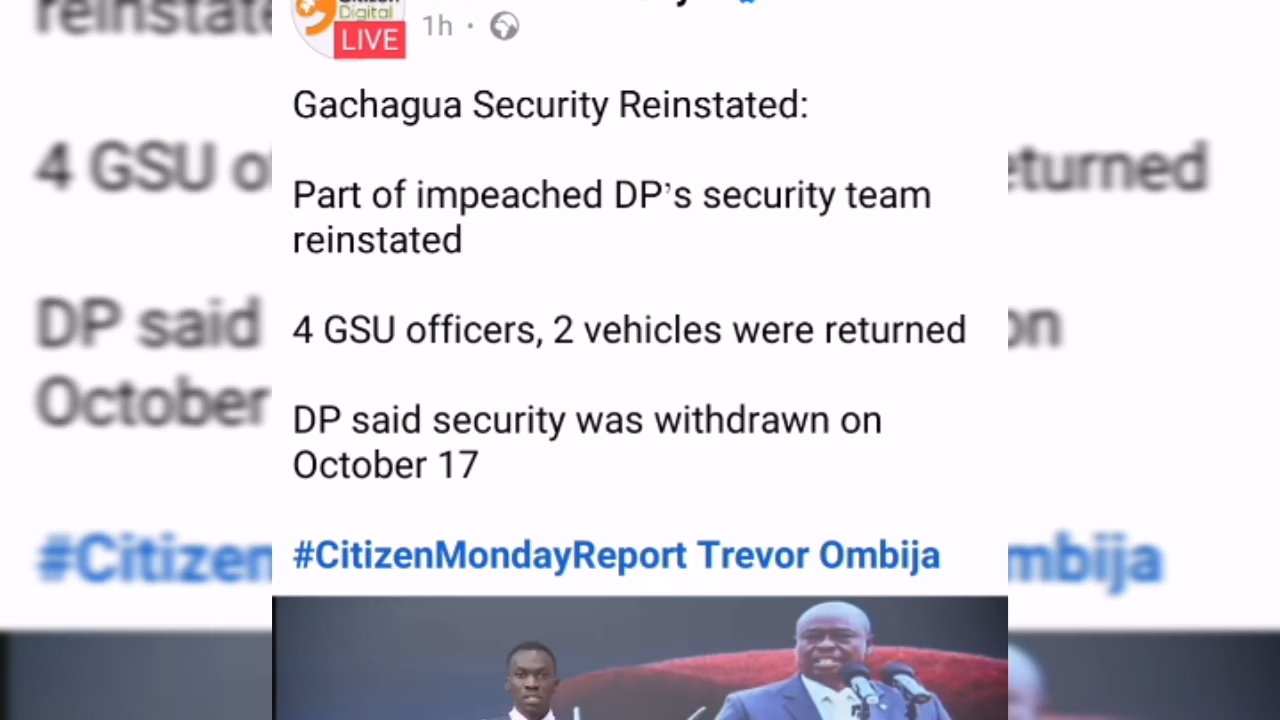 Digital
LIVE
1h
Gachagua Security Reinstated:
Part of impeached DP's security team
reinstated
4 GSU officers, 2 vehicles were returned
DP said security was withdrawn on
October 17
#CitizenMondayReport Trevor Ombija